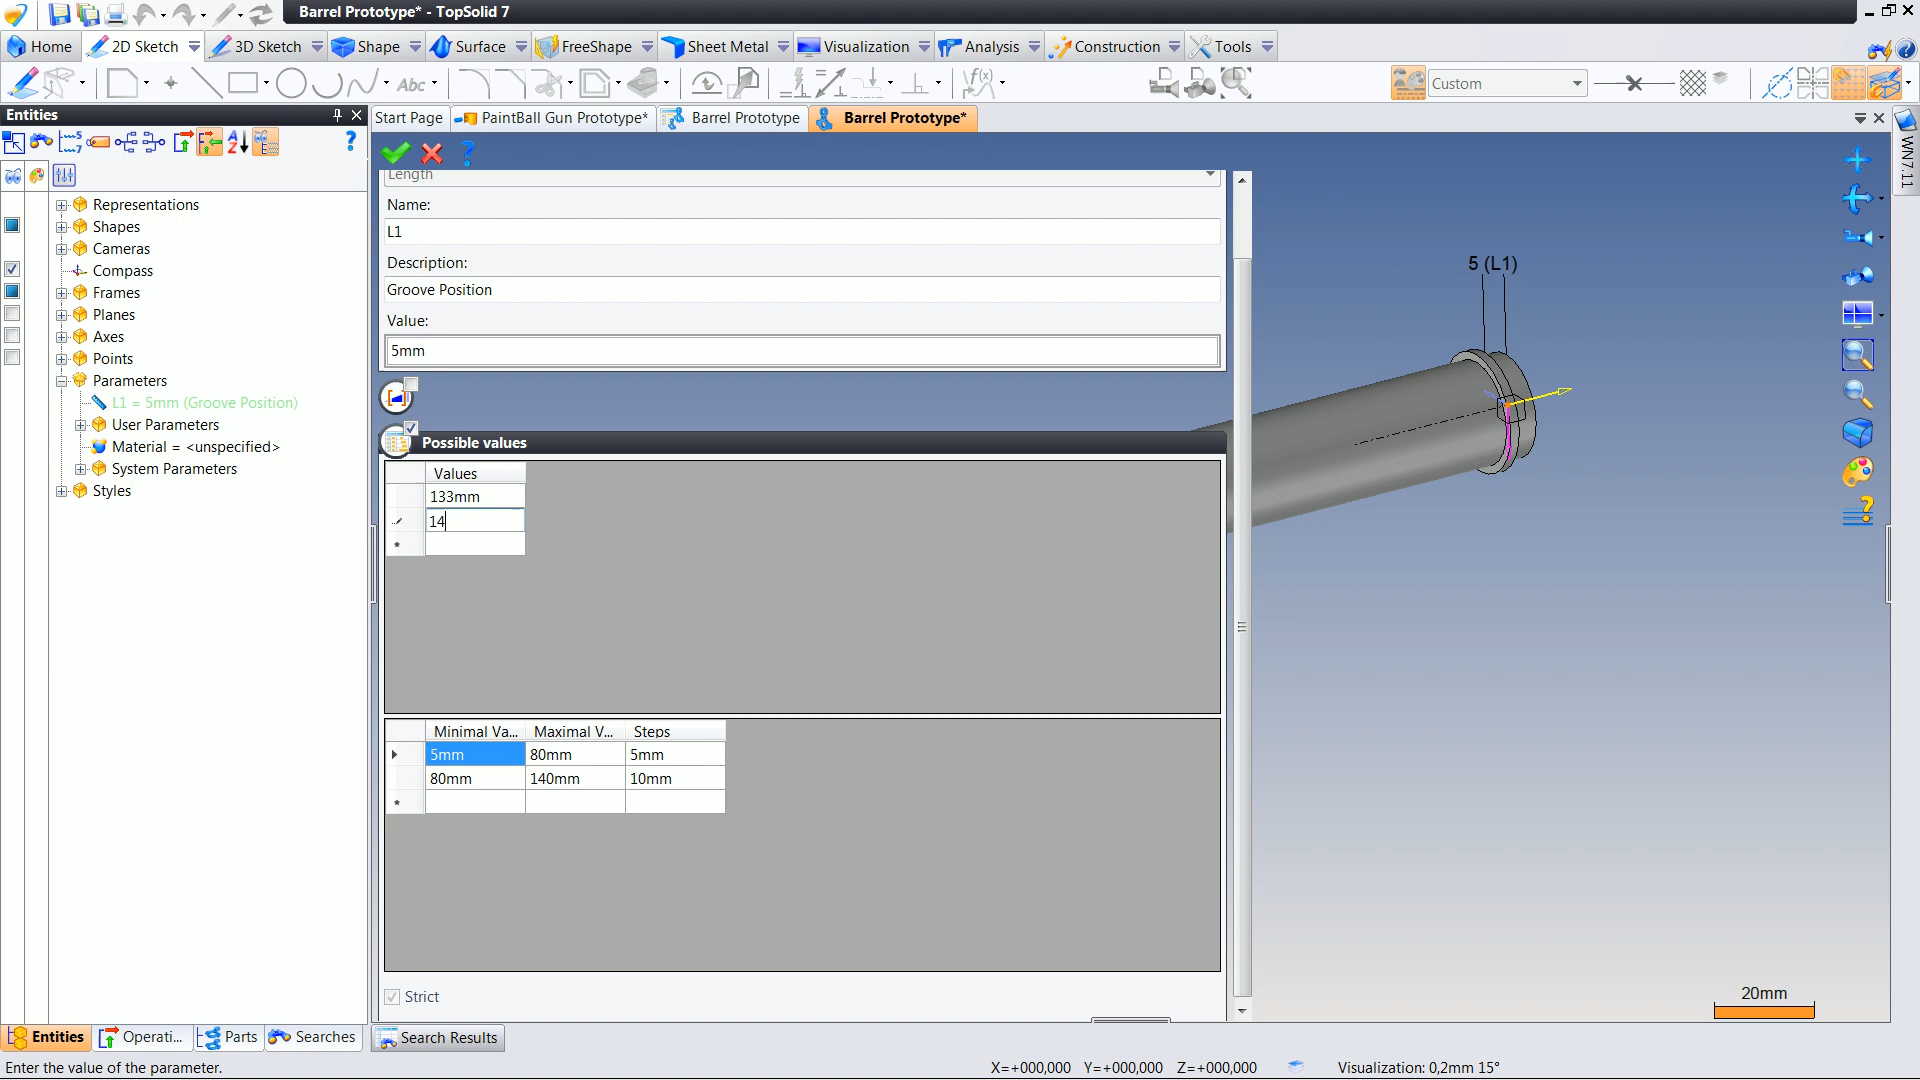 Barrel Prototype* - TopSolid 7
Home
2D Sketch
3D Sketch
Shape
Surface
FreeShape
Sheet Metal
Visualization
Analysis
Construction
Tools
Abc
f(x)
Custom
Entities
Start Page
PaintBall Gun Prototype*
Barrel Prototype
Barrel Prototype*
WN7.11
Representations
Shapes
Cameras
Compass
Frames
Planes
Axes
Points
Parameters
L1 = 5mm (Groove Position)
User Parameters
Material = <unspecified>
System Parameters
Styles
Length
Name:
L1
Description:
Groove Position
Value:
5mm
Possible values
Values
133mm
14
*
Minimal Va... Maximal V... Steps
5mm 80mm 5mm
80mm 140mm 10mm
*
Strict
5 (L1)
20mm
Entities
Operati...
Parts
Searches
Search Results
Enter the value of the parameter.
X=+000,000 Y=+000,000 Z=+000,000
Visualization: 0,2mm 15°